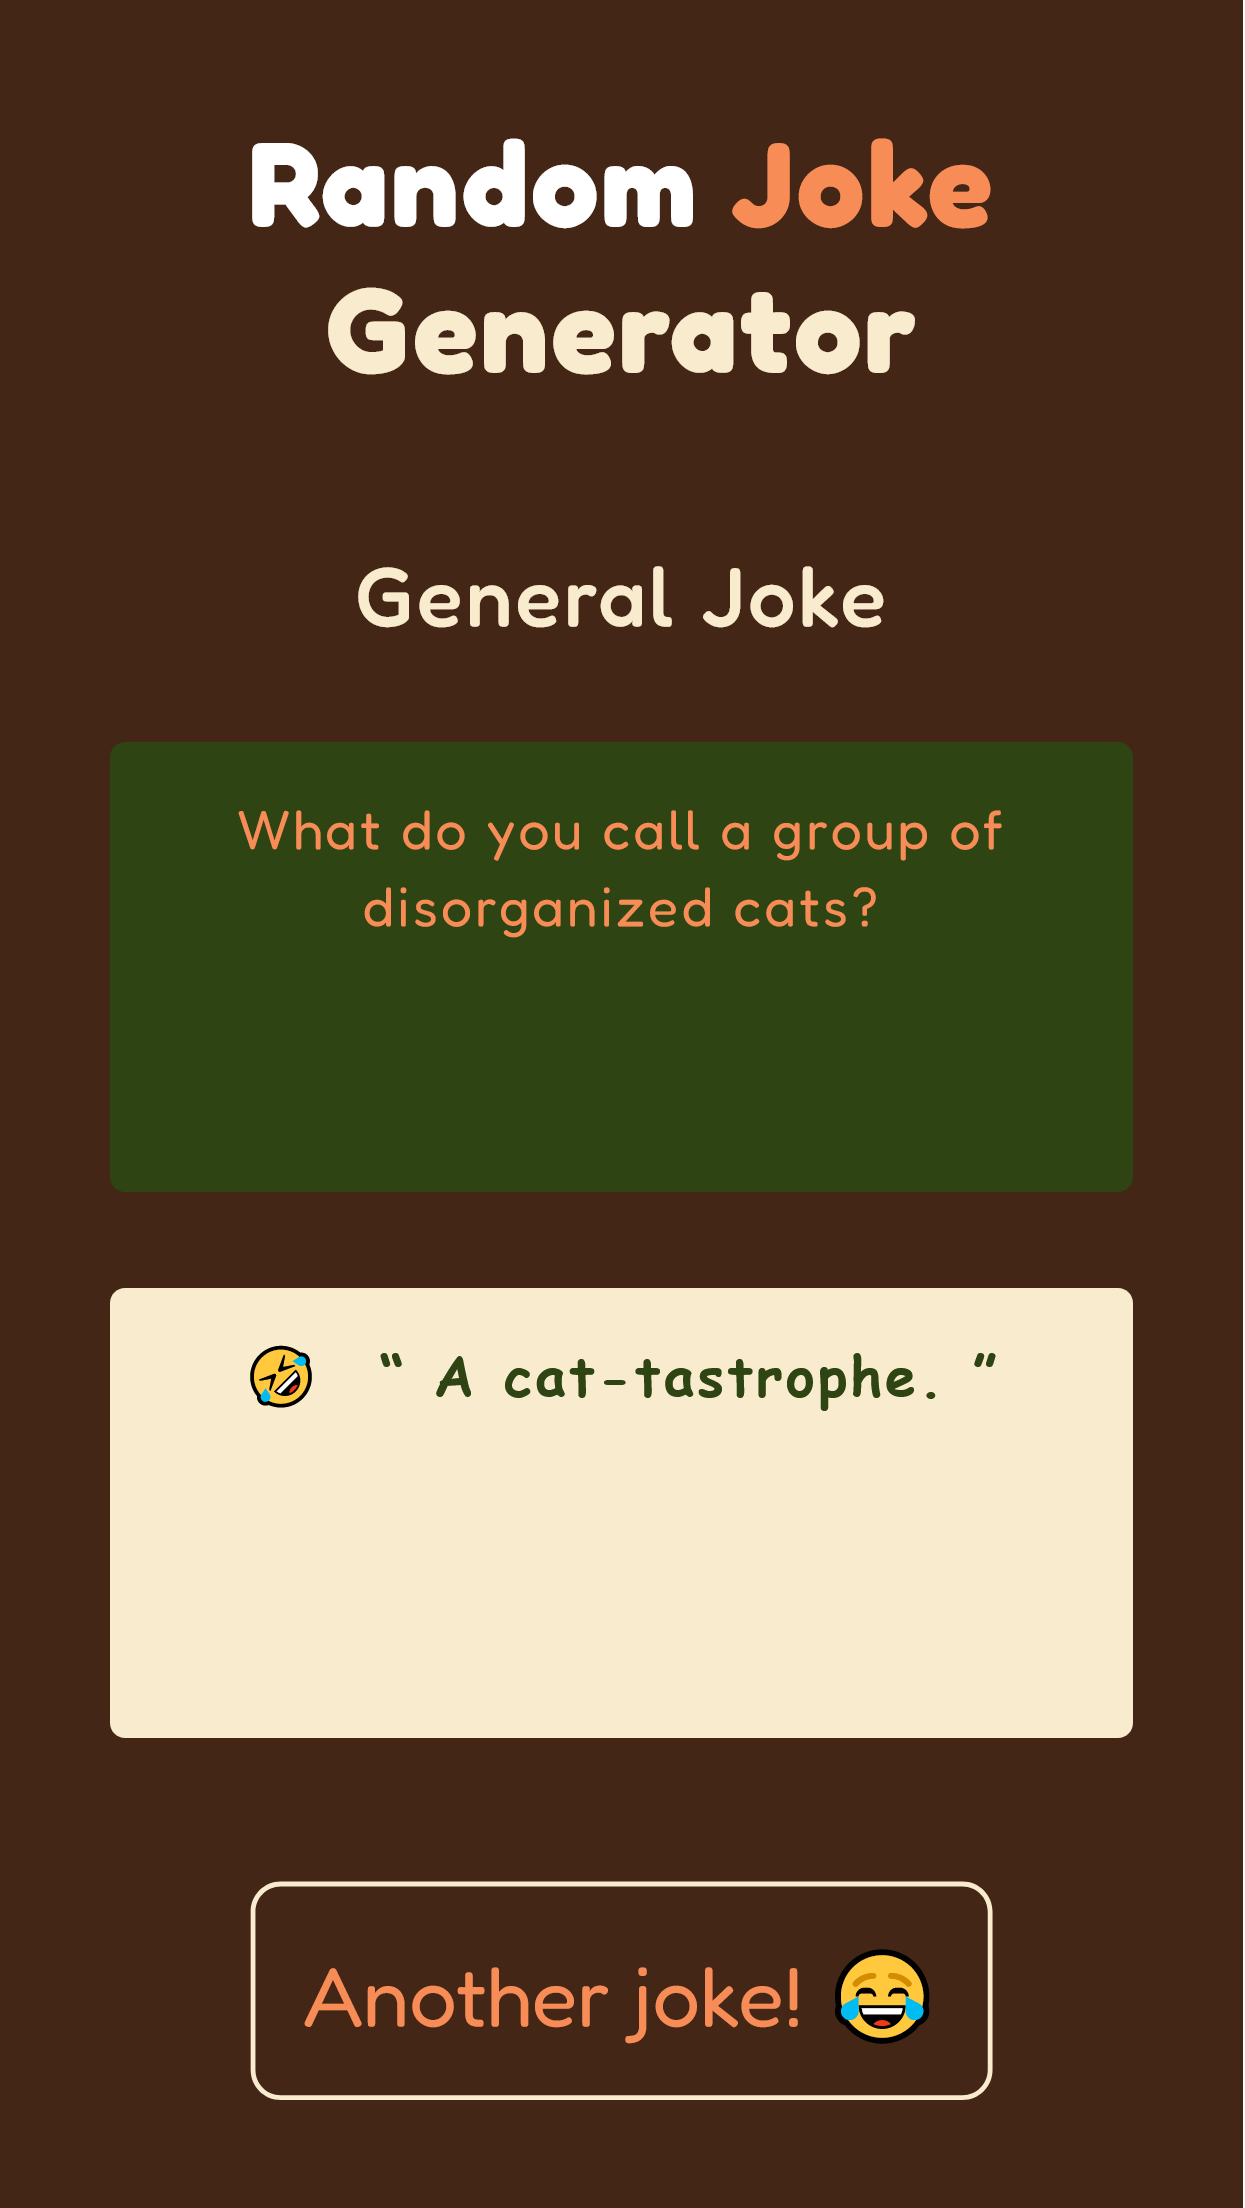 Random Joke
Generator
General Joke
What do you call a group of
disorganized cats?
🤣 “ A cat-tastrophe. ”
Another joke! 😂